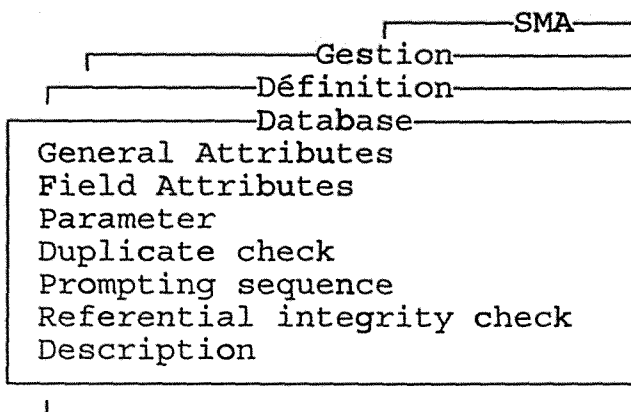 SMA
Gestion
Définition
Database
General Attributes
Field Attributes
Parameter
Duplicate check
Prompting sequence
Referential integrity check
Description